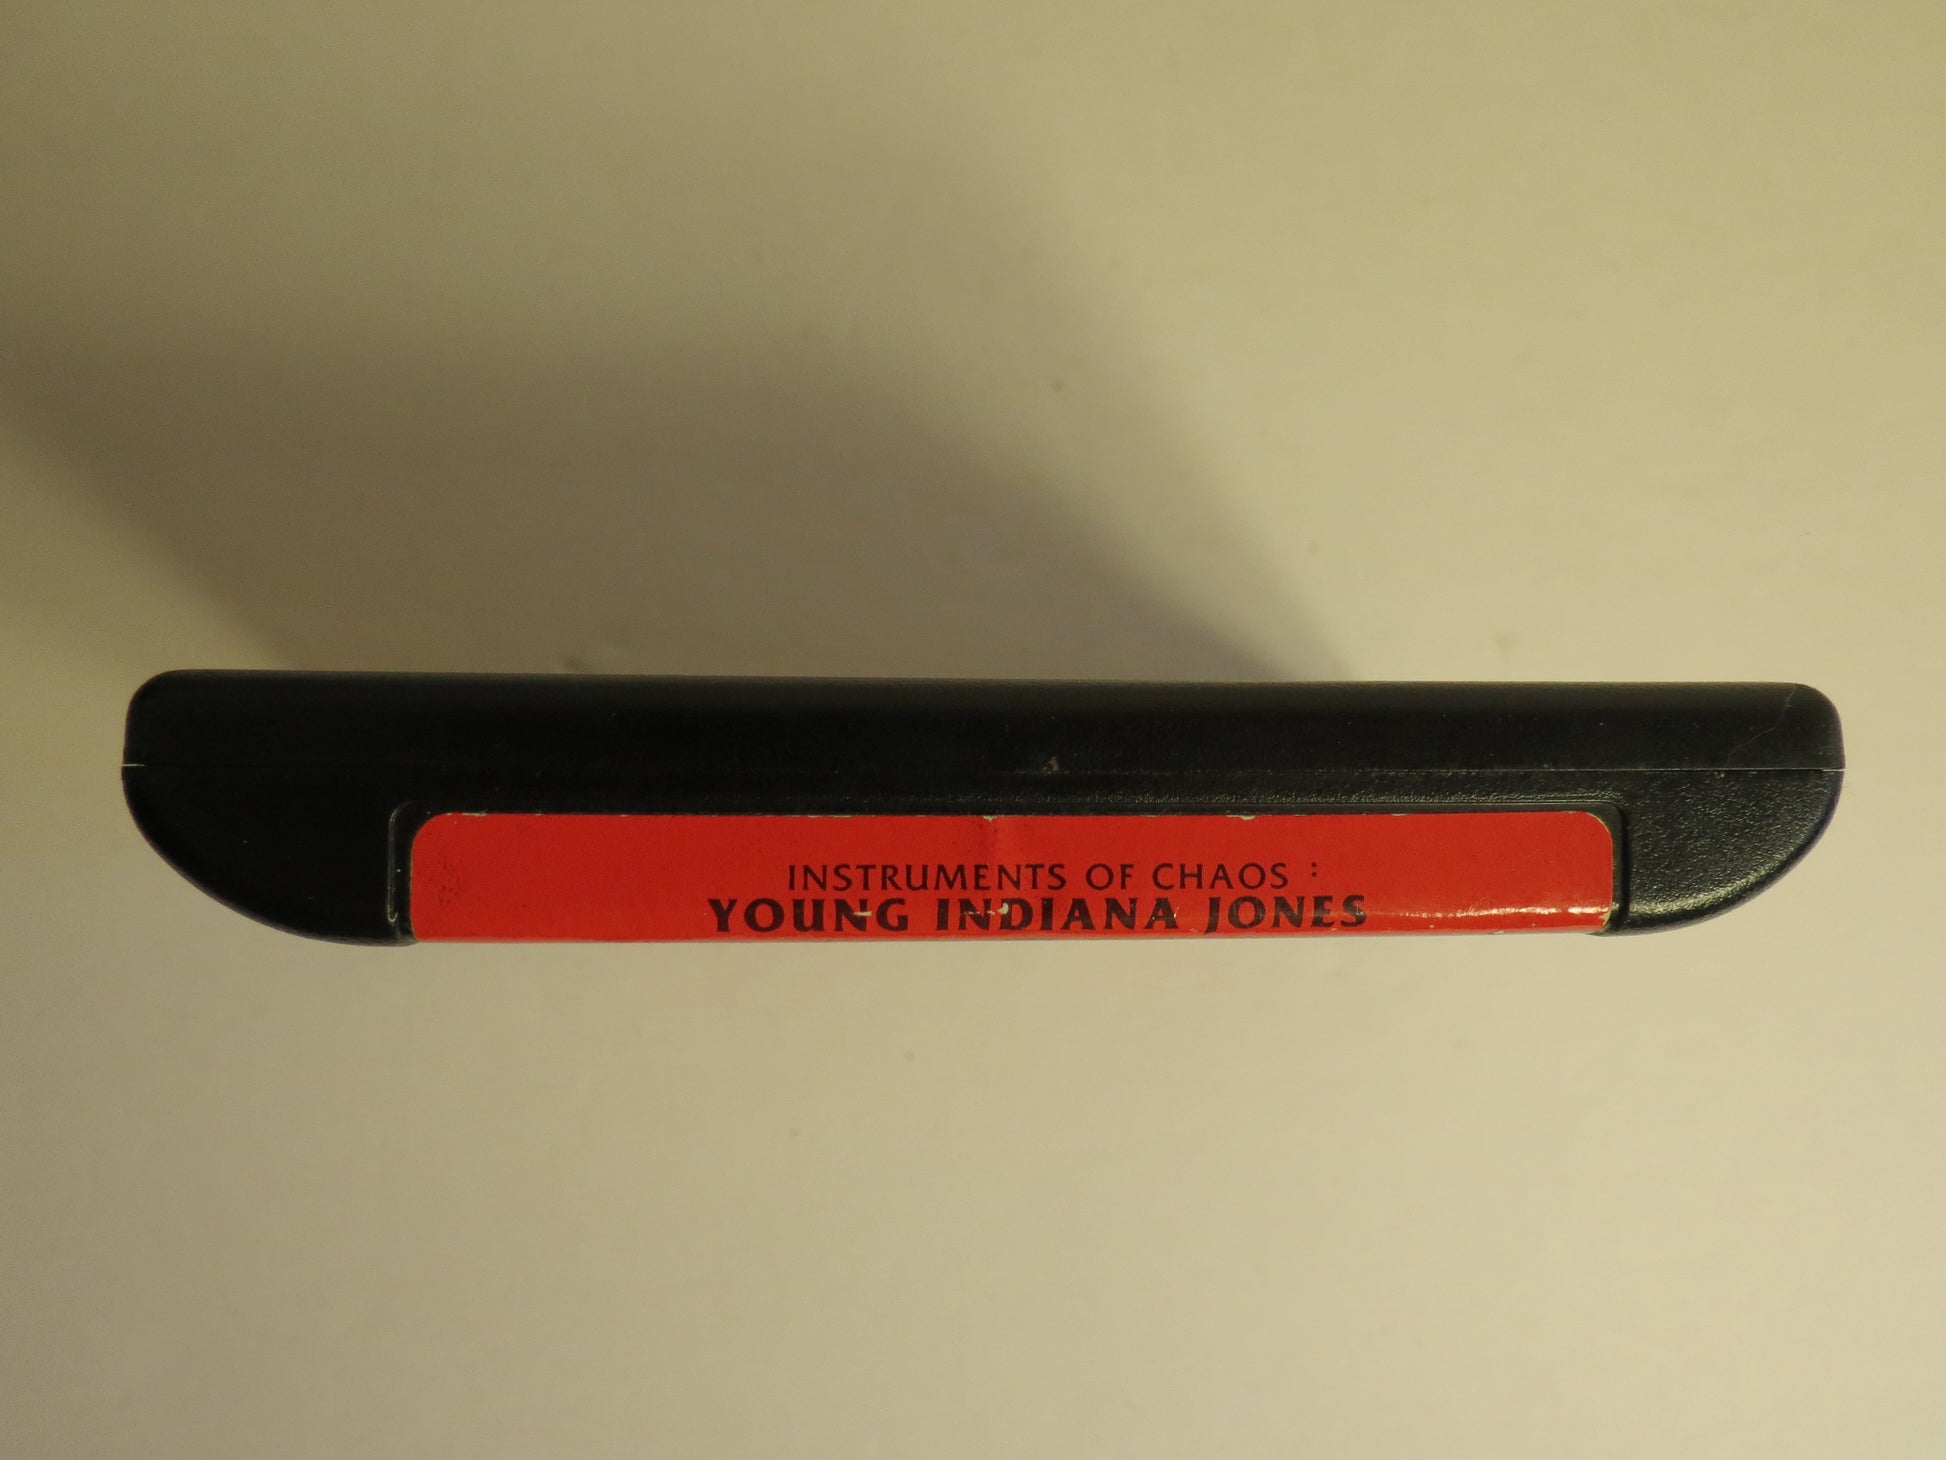 INSTRUMENTS OF CHAOS :
YOUNG INDIANA JONES